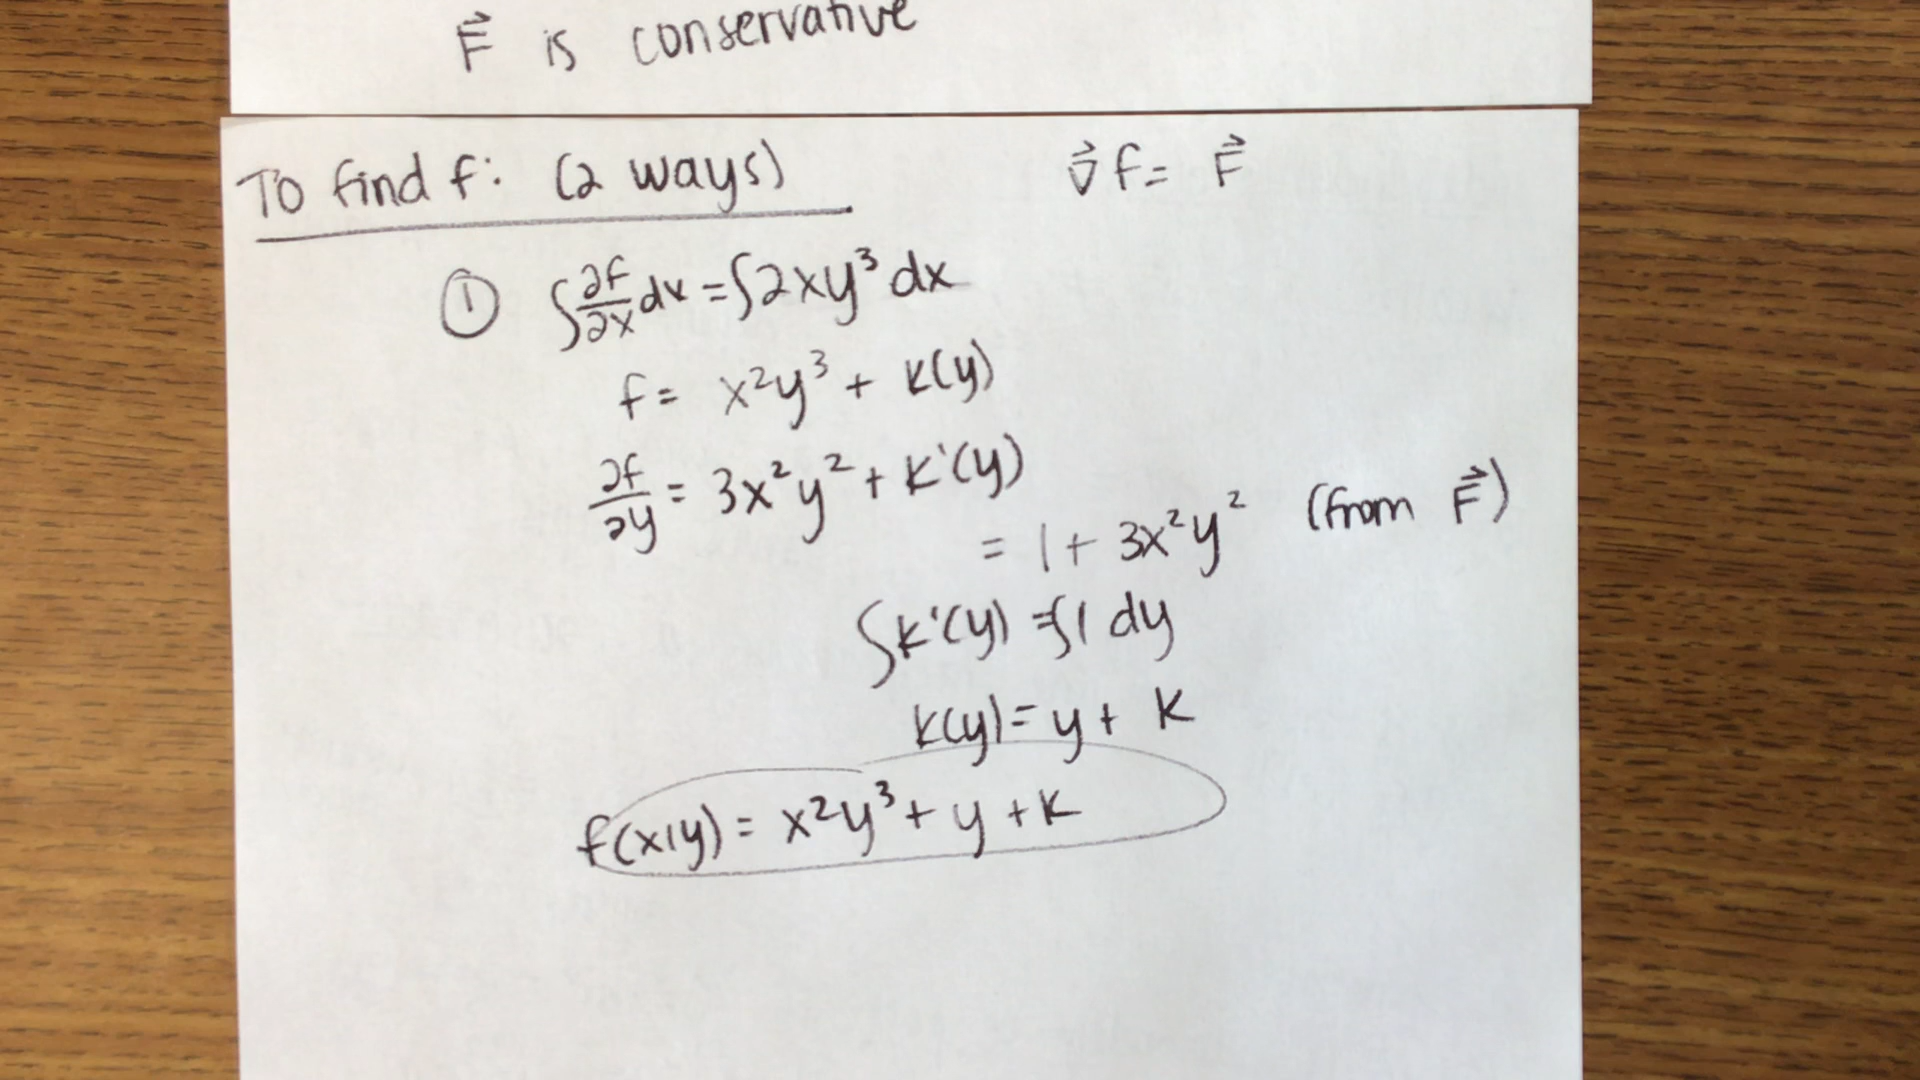 F⃗ is conservative
To find f: (2 ways) ∇⃗f = F⃗
① ∫∂f/∂x dx = ∫2xy³ dx
f = x²y³ + k(y)
∂f/∂y = 3x²y² + k'(y)
= 1 + 3x²y² (from F⃗)
∫k'(y) = ∫1 dy
k(y) = y + K
f(x,y) = x²y³ + y + K